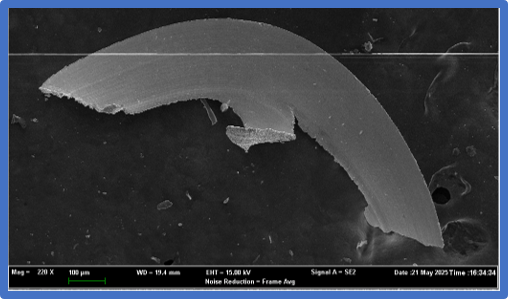 Mag = 220 X 100 µm WD = 19.4 mm EHT = 15.00 kV Signal A = SE2 Date :21 May 2025 Time :16:34:34
Noise Reduction = Frame Avg